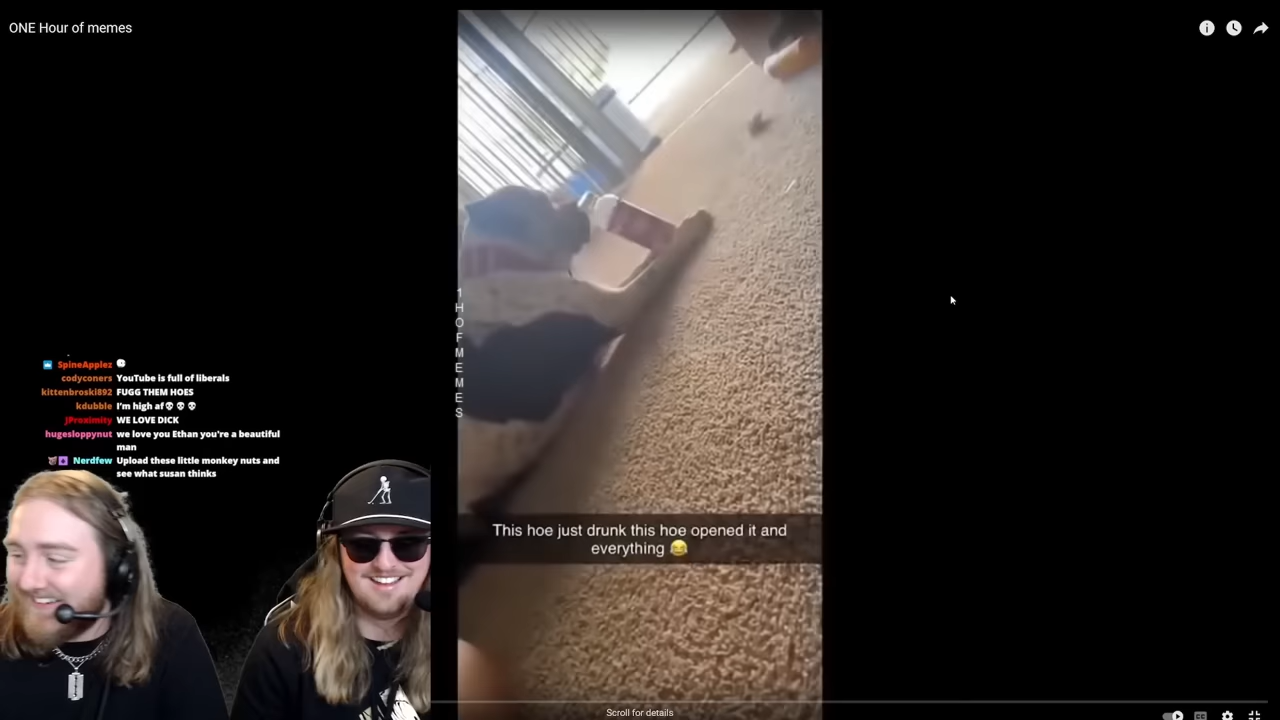 ONE Hour of memes
1
H
O
F
M
E
M
E
S
SpineApplez
codyconers YouTube is full of liberals
kittenbroski892 FUGG THEM HOES
kdubble I'm high af💀💀💀
JProximity WE LOVE DICK
hugesloppynut we love you Ethan you're a beautiful
man
Nerdfew Upload these little monkey nuts and
see what susan thinks
This hoe just drunk this hoe opened it and
everything 😂
Scroll for details